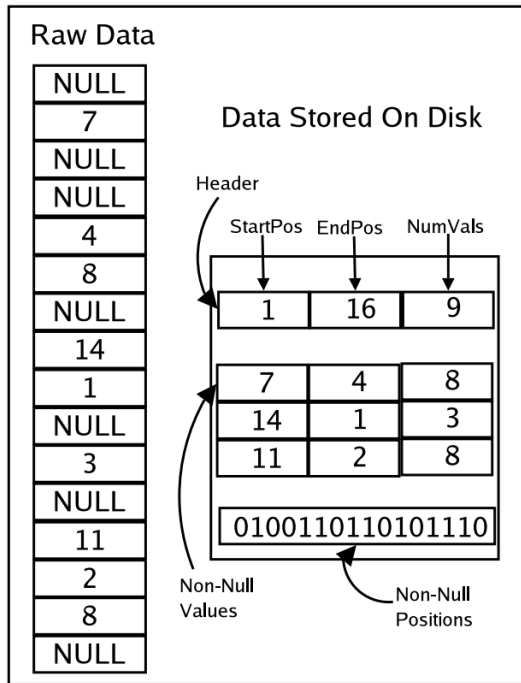 Raw Data
NULL
7
NULL
NULL
4
8
NULL
14
1
NULL
3
NULL
11
2
8
NULL
Data Stored On Disk
Header
StartPos EndPos NumVals
1 16 9
7 4 8
14 1 3
11 2 8
0100110110101110
Non-Null
Values
Non-Null
Positions